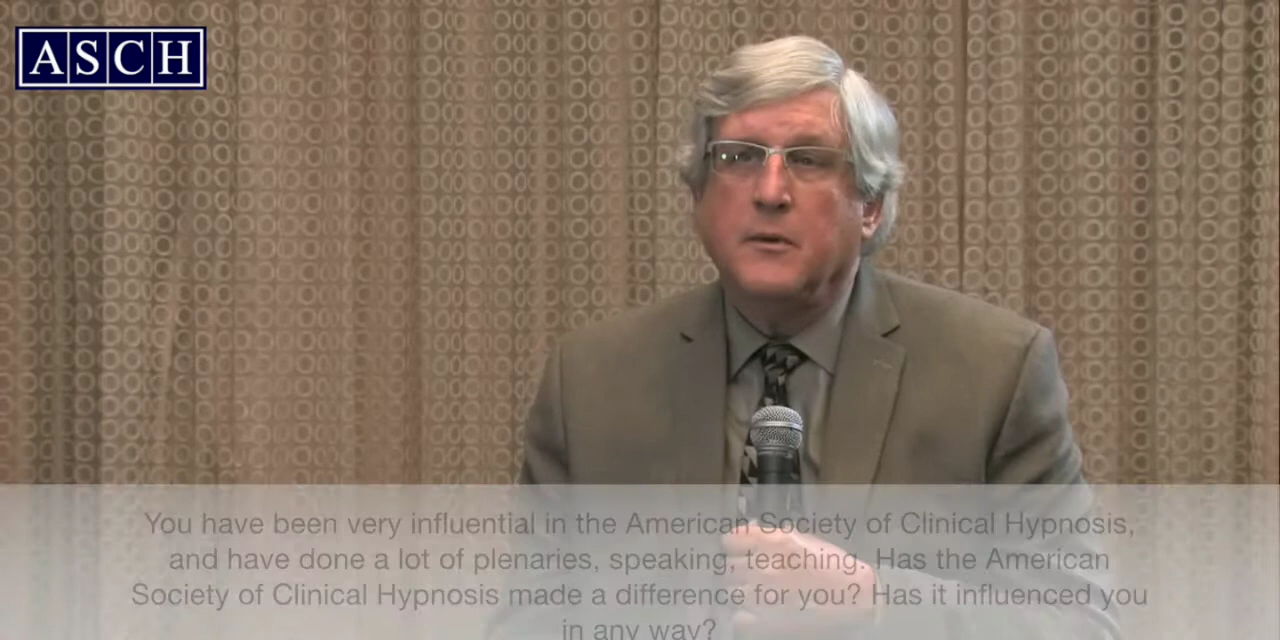 ASCH
You have been very influential in the American Society of Clinical Hypnosis,
and have done a lot of plenaries, speaking, teaching. Has the American
Society of Clinical Hypnosis made a difference for you? Has it influenced you
in any way?